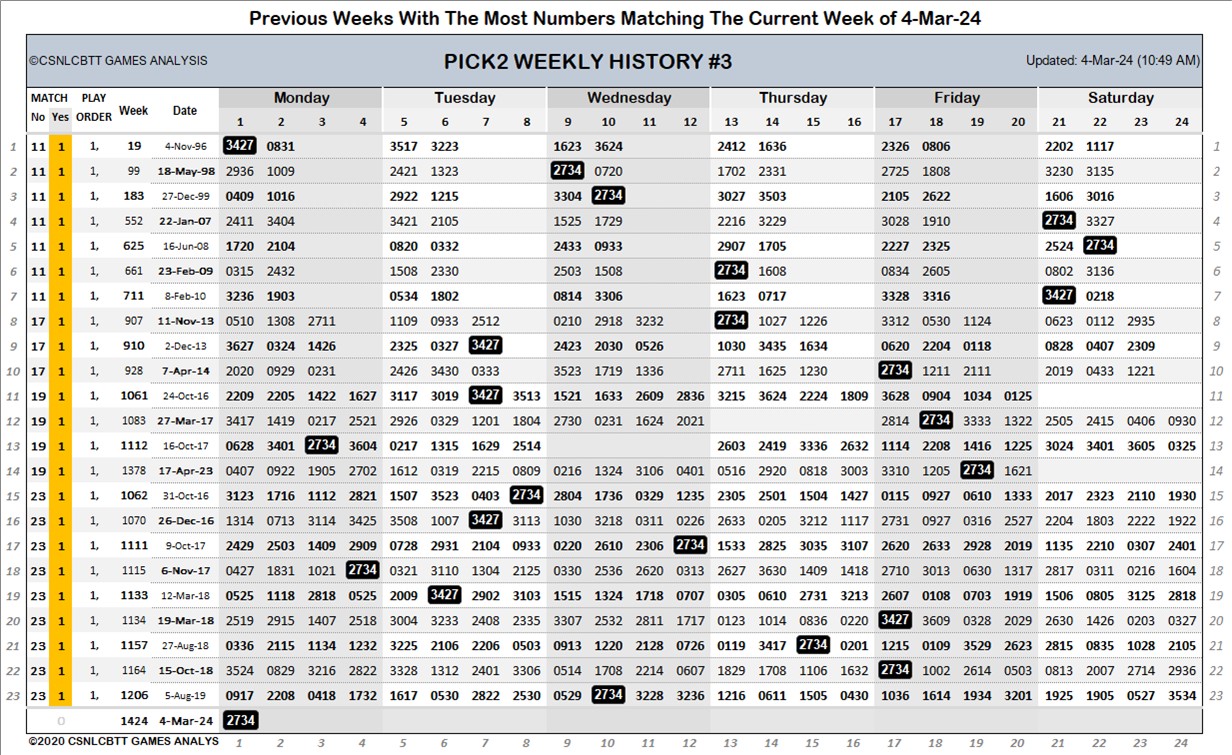 Previous Weeks With The Most Numbers Matching The Current Week of 4-Mar-24
©CSNLCBTT GAMES ANALYSIS PICK2 WEEKLY HISTORY #3 Updated: 4-Mar-24 (10:49 AM)
MATCH PLAY Week Date Monday Tuesday Wednesday Thursday Friday Saturday
No Yes ORDER 1 2 3 4 5 6 7 8 9 10 11 12 13 14 15 16 17 18 19 20 21 22 23 24
1 11 1 1, 19 4-Nov-96 3427 0831 3517 3223 1623 3624 2412 1636 2326 0806 2202 1117 1
2 11 1 1, 99 18-May-98 2936 1009 2421 1323 2734 0720 1702 2331 2725 1808 3230 3135 2
3 11 1 1, 183 27-Dec-99 0409 1016 2922 1215 3304 2734 3027 3503 2105 2622 1606 3016 3
4 11 1 1, 552 22-Jan-07 2411 3404 3421 2105 1525 1729 2216 3229 3028 1910 2734 3327 4
5 11 1 1, 625 16-Jun-08 1720 2104 0820 0332 2433 0933 2907 1705 2227 2325 2524 2734 5
6 11 1 1, 661 23-Feb-09 0315 2432 1508 2330 2503 1508 2734 1608 0834 2605 0802 3136 6
7 11 1 1, 711 8-Feb-10 3236 1903 0534 1802 0814 3306 1623 0717 3328 3316 3427 0218 7
8 17 1 1, 907 11-Nov-13 0510 1308 2711 1109 0933 2512 0210 2918 3232 2734 1027 1226 3312 0530 1124 0623 0112 2935 8
9 17 1 1, 910 2-Dec-13 3627 0324 1426 2325 0327 3427 2423 2030 0526 1030 3435 1634 0620 2204 0118 0828 0407 2309 9
10 17 1 1, 928 7-Apr-14 2020 0929 0231 2426 3430 0333 3523 1719 1336 2711 1625 1230 2734 1211 2111 2019 0433 1221 10
11 19 1 1, 1061 24-Oct-16 2209 2205 1422 1627 3117 3019 3427 3513 1521 1633 2609 2836 3215 3624 2224 1809 3628 0904 1034 0125 11
12 19 1 1, 1083 27-Mar-17 3417 1419 0217 2521 2926 0329 1201 1804 2730 0231 1624 2021 2814 2734 3333 1322 2505 2415 0406 0930 12
13 19 1 1, 1112 16-Oct-17 0628 3401 2734 3604 0217 1315 1629 2514 2603 2419 3336 2632 1114 2208 1416 1225 3024 3401 3605 0325 13
14 19 1 1, 1378 17-Apr-23 0407 0922 1905 2702 1612 0319 2215 0809 0216 1324 3106 0401 0516 2920 0818 3003 3310 1205 2734 1621 14
15 23 1 1, 1062 31-Oct-16 3123 1716 1112 2821 1507 3523 0403 2734 2804 1736 0329 1235 2305 2501 1504 1427 0115 0927 0610 1333 2017 2323 2110 1930 15
16 23 1 1, 1070 26-Dec-16 1314 0713 3114 3425 3508 1007 3427 3113 1030 3218 0311 0226 2633 0205 3212 1117 2731 0927 0316 2527 2204 1803 2222 1922 16
17 23 1 1, 1111 9-Oct-17 2429 2503 1409 2909 0728 2931 2104 0933 0220 2610 2306 2734 1533 2825 3035 3107 2620 2633 2928 2019 1135 2210 0307 2401 17
18 23 1 1, 1115 6-Nov-17 0427 1831 1021 2734 0321 3110 1304 2125 0330 2536 2620 0313 2627 3630 1409 1418 2710 3013 0630 1317 2817 0311 0216 1604 18
19 23 1 1, 1133 12-Mar-18 0525 1118 2818 0525 2009 3427 2902 3103 1515 1324 1718 0707 0305 0610 2731 3213 2607 0108 0703 1919 1506 0805 3125 2818 19
20 23 1 1, 1134 19-Mar-18 2519 2915 1407 2518 3004 3233 2408 2335 3307 2532 2811 1717 0123 1014 0836 0220 3427 3609 0328 2029 2630 1426 0203 0327 20
21 23 1 1, 1157 27-Aug-18 0336 2115 1134 1232 3225 2106 2206 0503 0913 1220 2128 0726 0119 3417 2734 0201 1215 0109 3529 2623 2815 0835 1028 2105 21
22 23 1 1, 1164 15-Oct-18 3524 0829 3216 2822 3328 1312 2401 3306 0514 1708 2214 0607 1829 1708 1106 1632 2734 1002 2614 0503 0813 2007 2714 2936 22
23 23 1 1, 1206 5-Aug-19 0917 2208 0418 1732 1617 0530 2822 2530 0529 2734 3228 3236 1216 0611 1505 0430 1036 1614 1934 3201 1925 1905 0527 3534 23
0 1424 4-Mar-24 2734
©2020 CSNLCBTT GAMES ANALYS 1 2 3 4 5 6 7 8 9 10 11 12 13 14 15 16 17 18 19 20 21 22 23 24